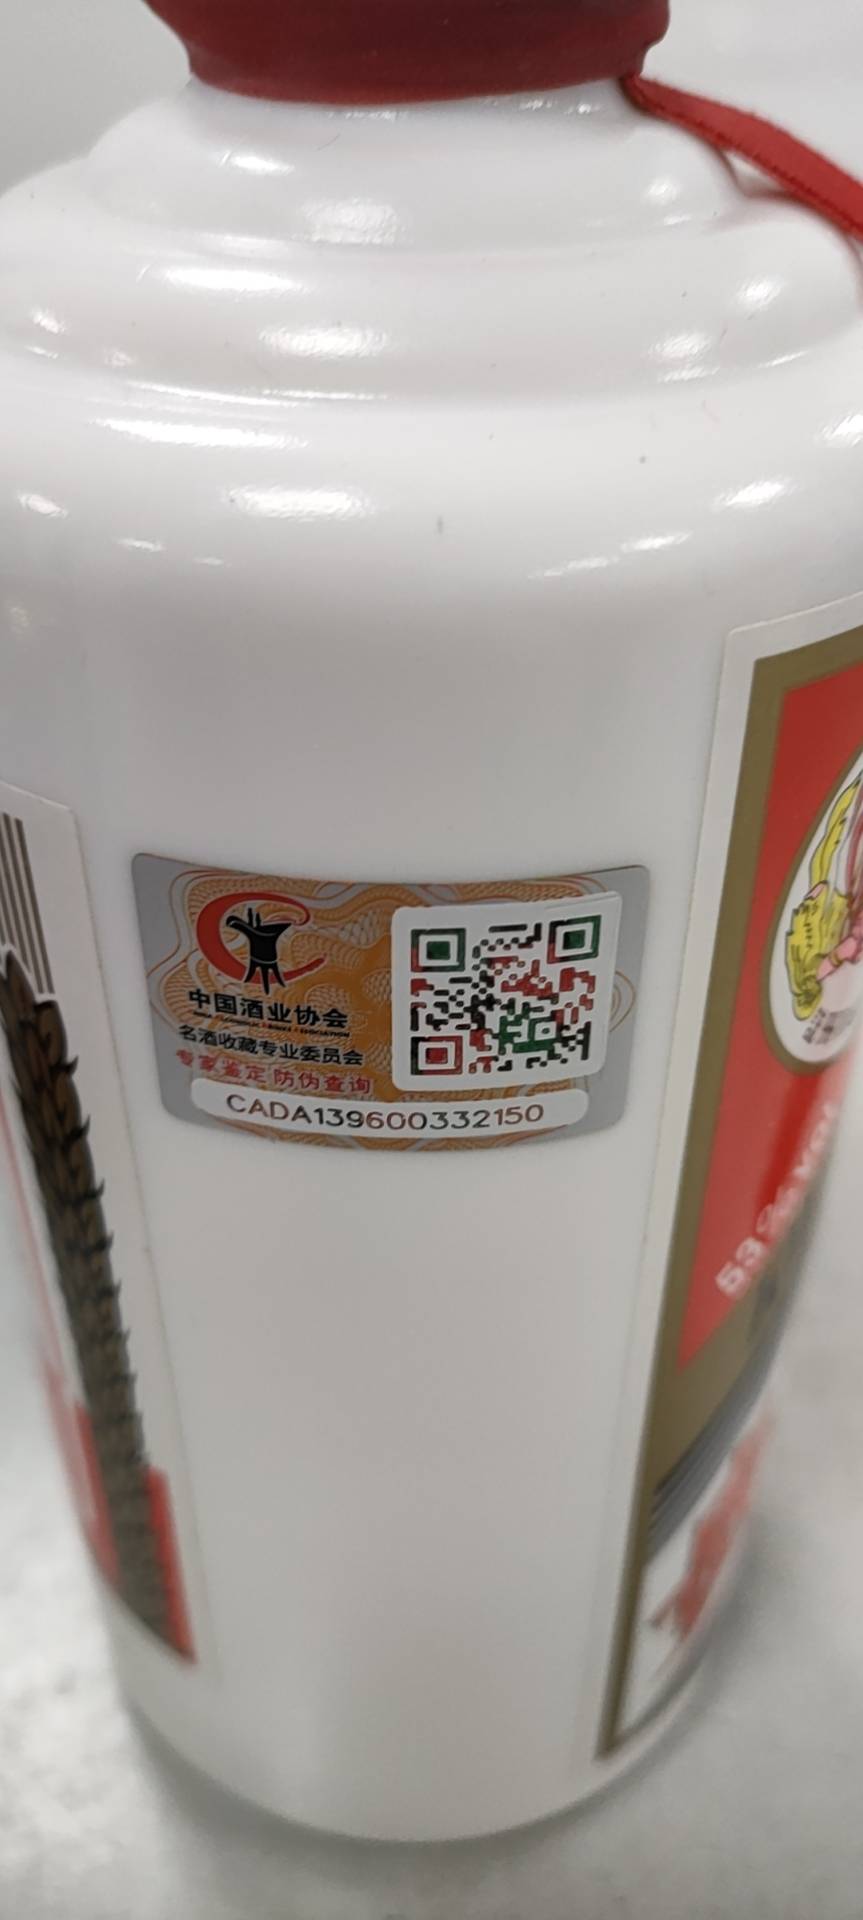 中国酒业协会
名酒收藏专业委员会
专家鉴定 防伪查询
CADA139600332150
53%